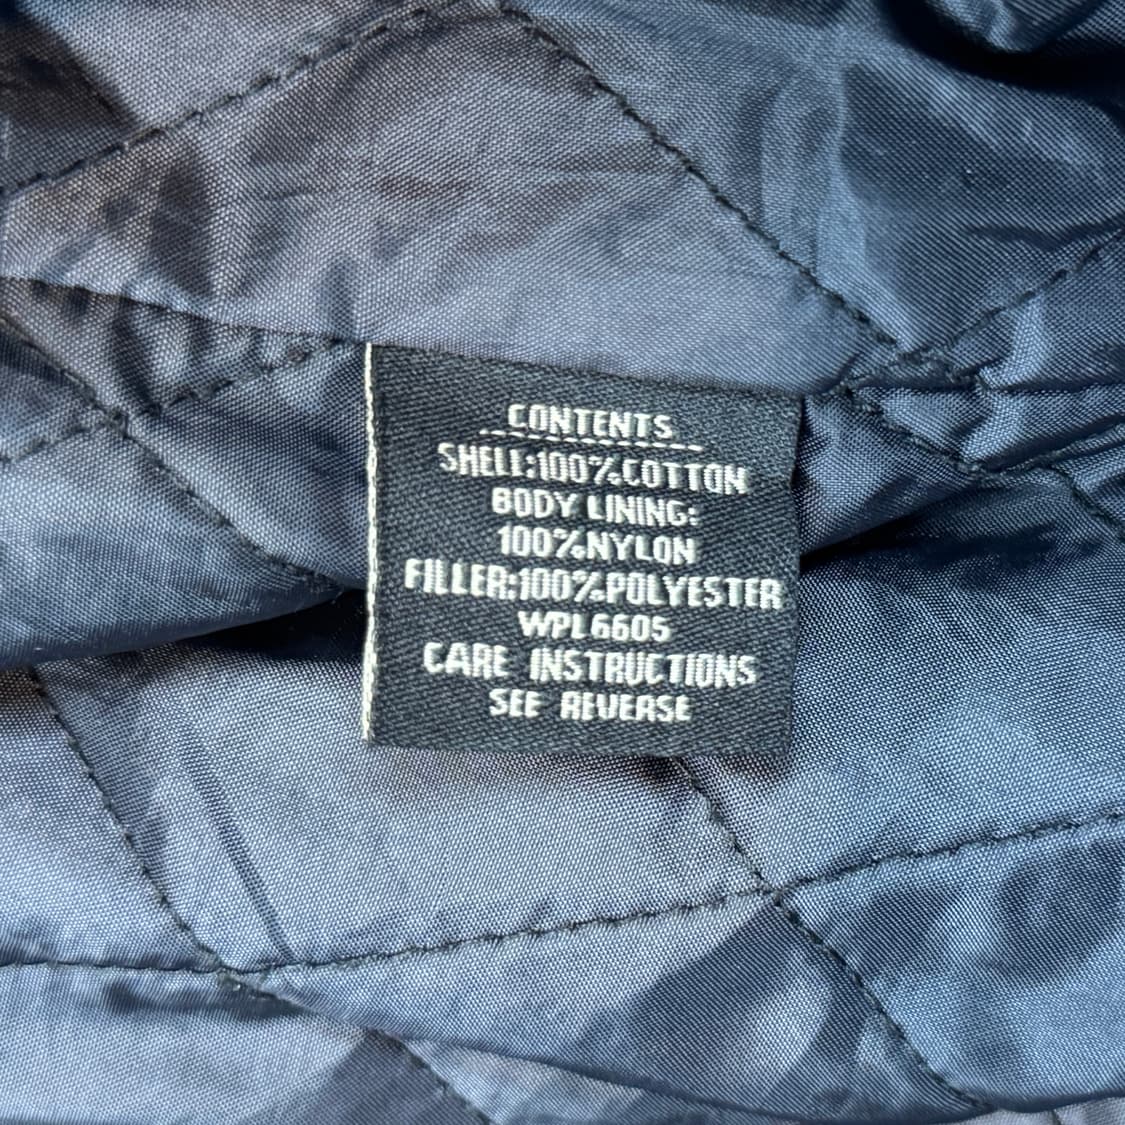 CONTENTS
SHELL:100%COTTON
BODY LINING:
100%NYLON
FILLER:100%POLYESTER
WPL6605
CARE INSTRUCTIONS
SEE REVERSE